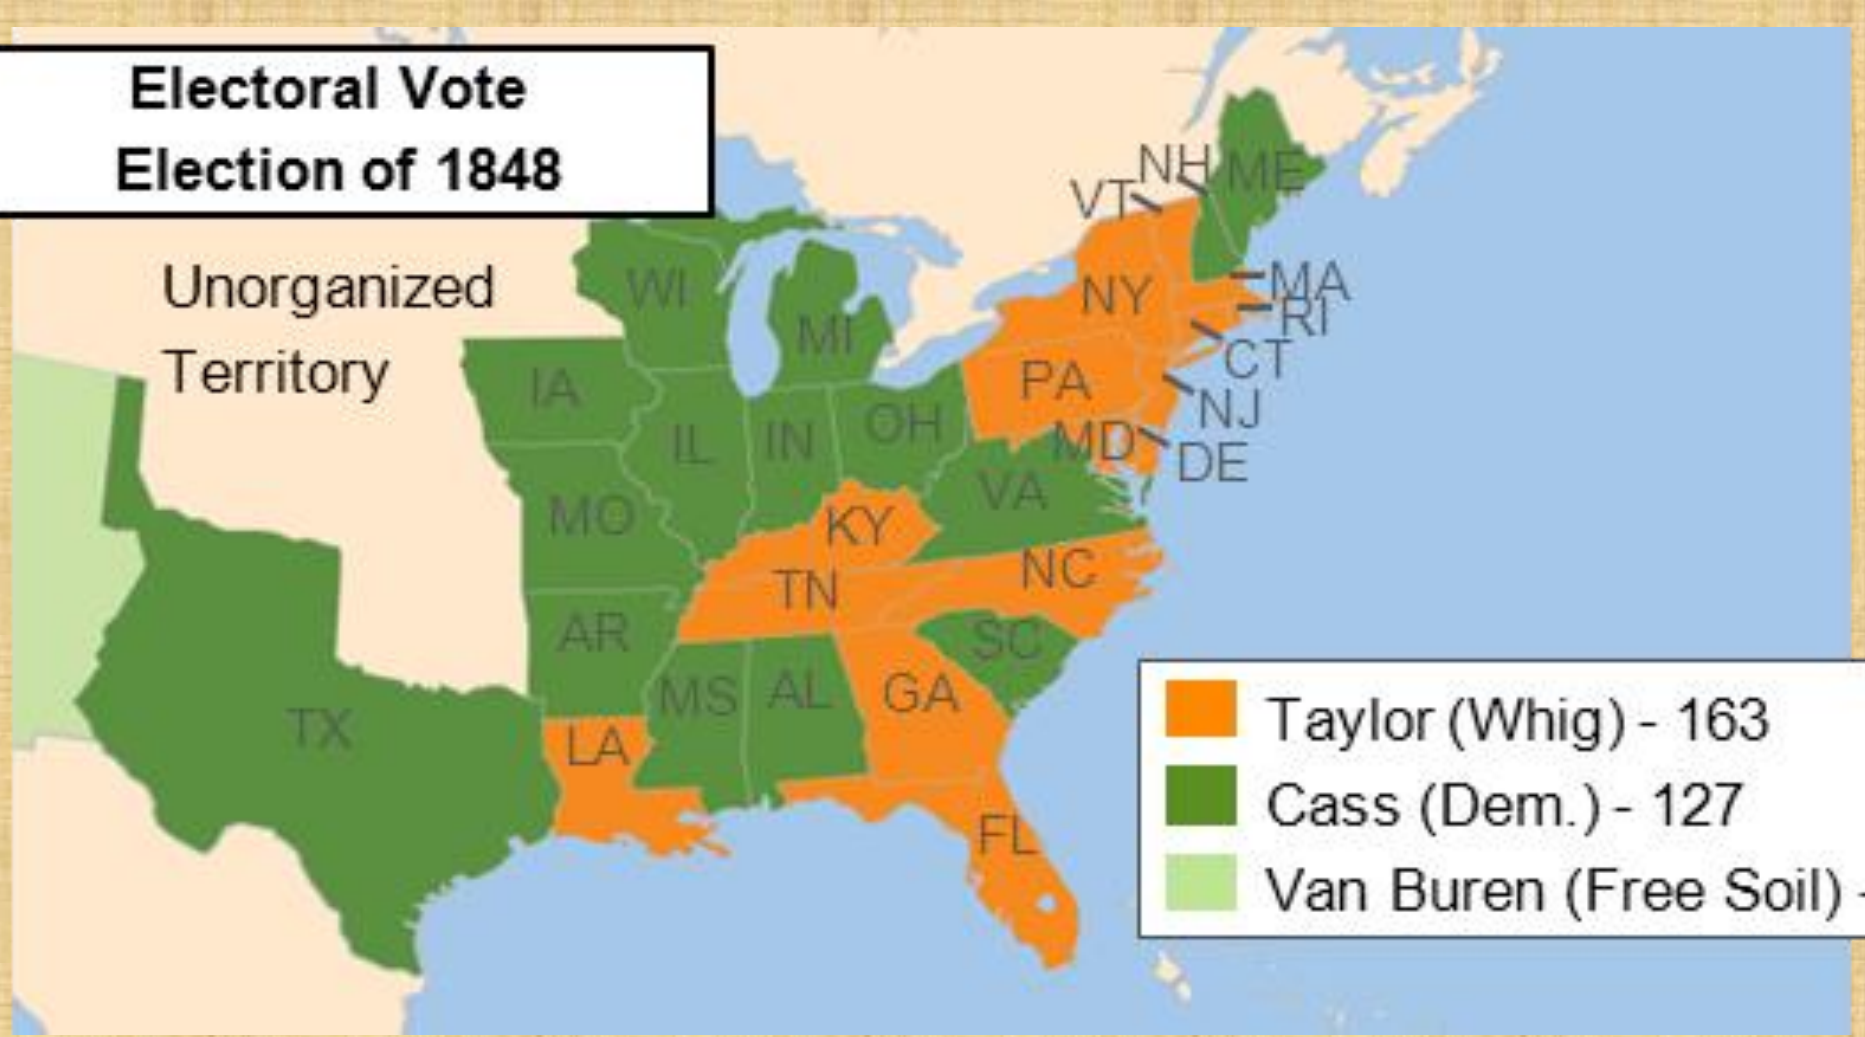 Electoral Vote
Election of 1848
Unorganized
Territory
NH
ME
VT
WI
NY
MA
RI
MI
CT
IA
PA
NJ
OH
IL
IN
MD
DE
VA
MO
KY
NC
TN
AR
SC
MS
AL
GA
TX
LA
FL
Taylor (Whig) - 163
Cass (Dem.) - 127
Van Buren (Free Soil) -